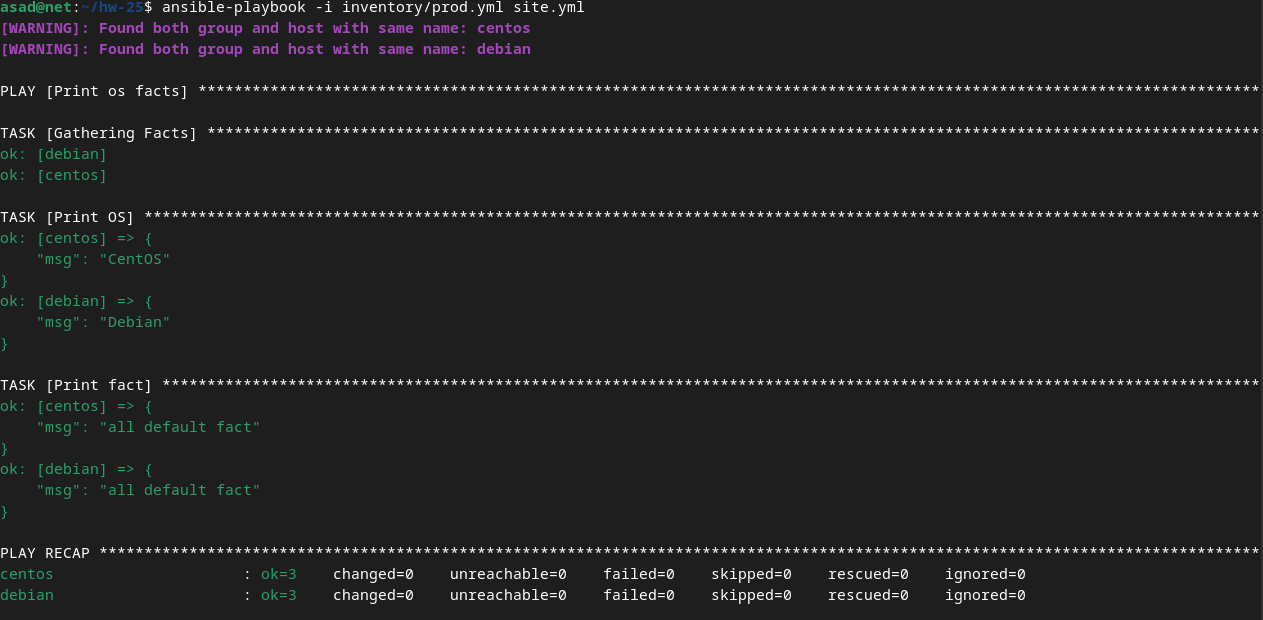 asad@net:~/hw-25$ ansible-playbook -i inventory/prod.yml site.yml
[WARNING]: Found both group and host with same name: centos
[WARNING]: Found both group and host with same name: debian
PLAY [Print os facts] **********************************************************************************************************************
TASK [Gathering Facts] *********************************************************************************************************************
ok: [debian]
ok: [centos]
TASK [Print OS] ****************************************************************************************************************************
ok: [centos] => {
    "msg": "CentOS"
}
ok: [debian] => {
    "msg": "Debian"
}
TASK [Print fact] **************************************************************************************************************************
ok: [centos] => {
    "msg": "all default fact"
}
ok: [debian] => {
    "msg": "all default fact"
}
PLAY RECAP *********************************************************************************************************************************
centos                     : ok=3    changed=0    unreachable=0    failed=0    skipped=0    rescued=0    ignored=0
debian                     : ok=3    changed=0    unreachable=0    failed=0    skipped=0    rescued=0    ignored=0